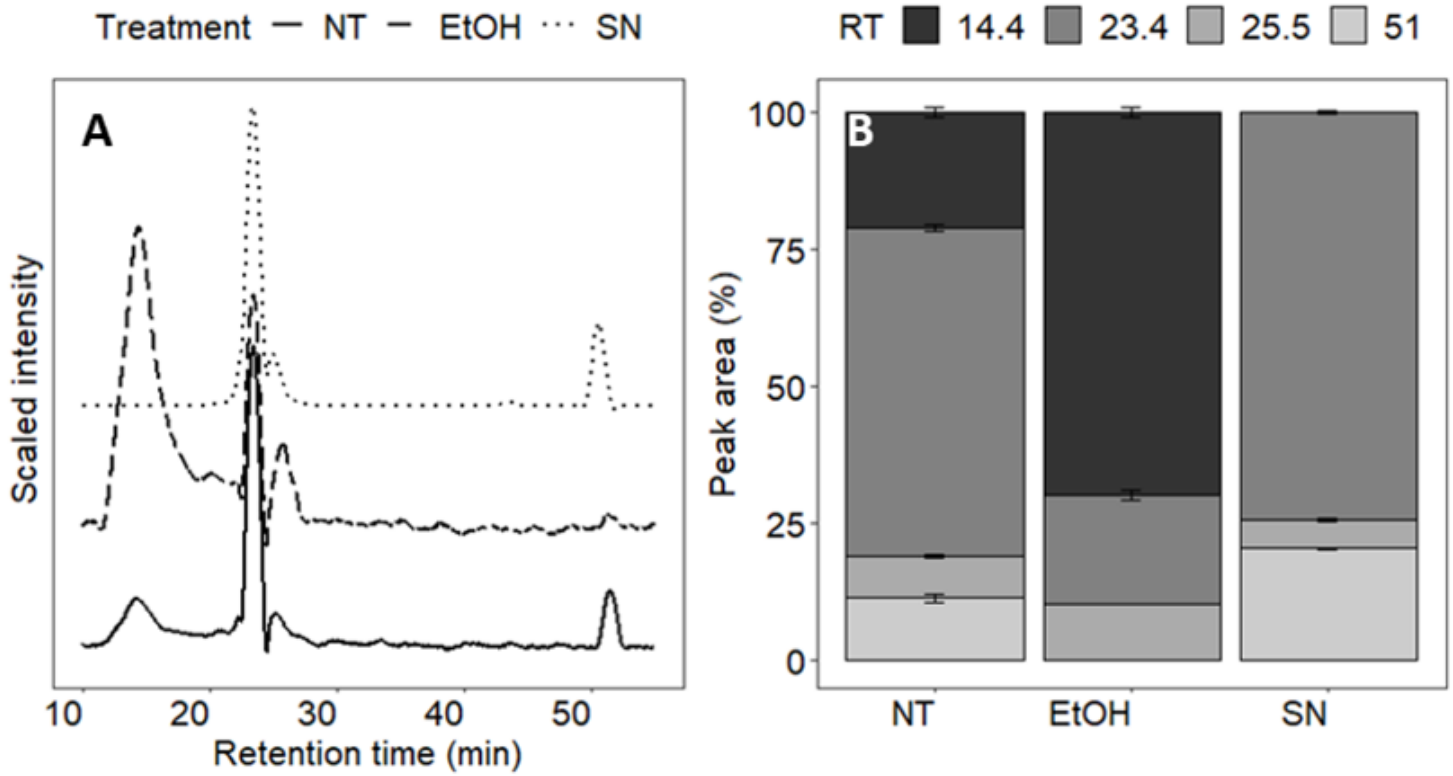 Treatment NT EtOH SN
A
Scaled intensity
10 20 30 40 50
Retention time (min)
RT 14.4 23.4 25.5 51
B
Peak area (%)
100
75
50
25
0
NT EtOH SN